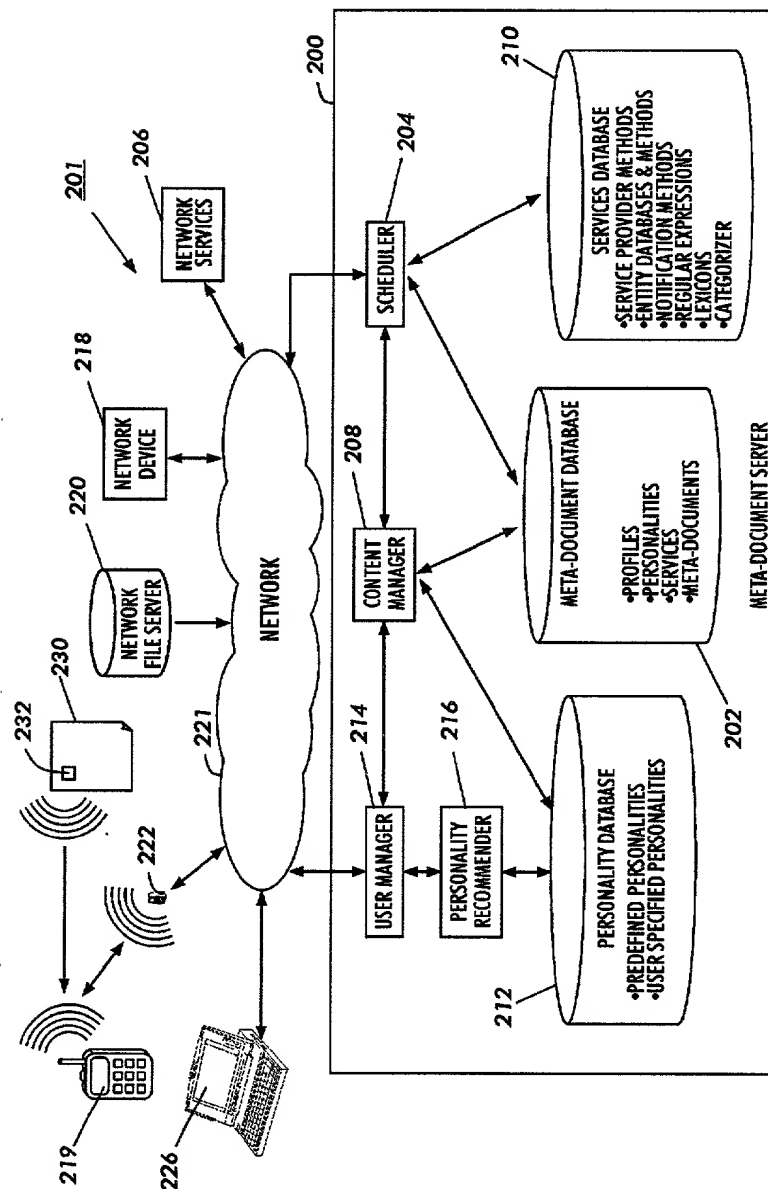 201
206
NETWORK
SERVICES
218
NETWORK
DEVICE
220
NETWORK
FILE SERVER
230
232
221
NETWORK
222
219
226
200
204
SCHEDULER
208
CONTENT
MANAGER
214
USER MANAGER
216
PERSONALITY
RECOMMENDER
210
SERVICES DATABASE
•SERVICE PROVIDER METHODS
•ENTITY DATABASES & METHODS
•NOTIFICATION METHODS
•REGULAR EXPRESSIONS
•LEXICONS
•CATEGORIZER
META-DOCUMENT DATABASE
•PROFILES
•PERSONALITIES
•SERVICES
•META-DOCUMENTS
202
PERSONALITY DATABASE
•PREDEFINED PERSONALITIES
•USER SPECIFIED PERSONALITIES
212
META-DOCUMENT SERVER